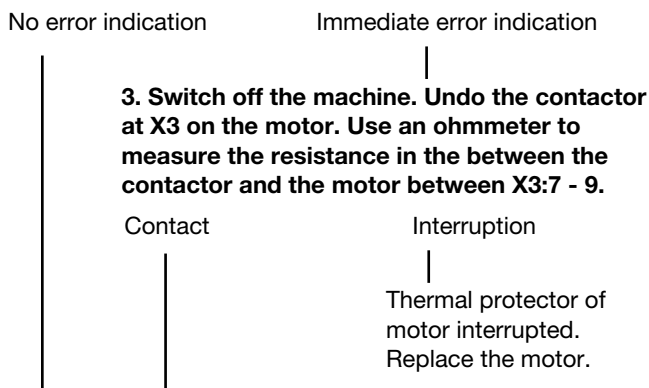 No error indication
Immediate error indication
3. Switch off the machine. Undo the contactor
at X3 on the motor. Use an ohmmeter to
measure the resistance in the between the
contactor and the motor between X3:7 - 9.
Contact
Interruption
Thermal protector of
motor interrupted.
Replace the motor.